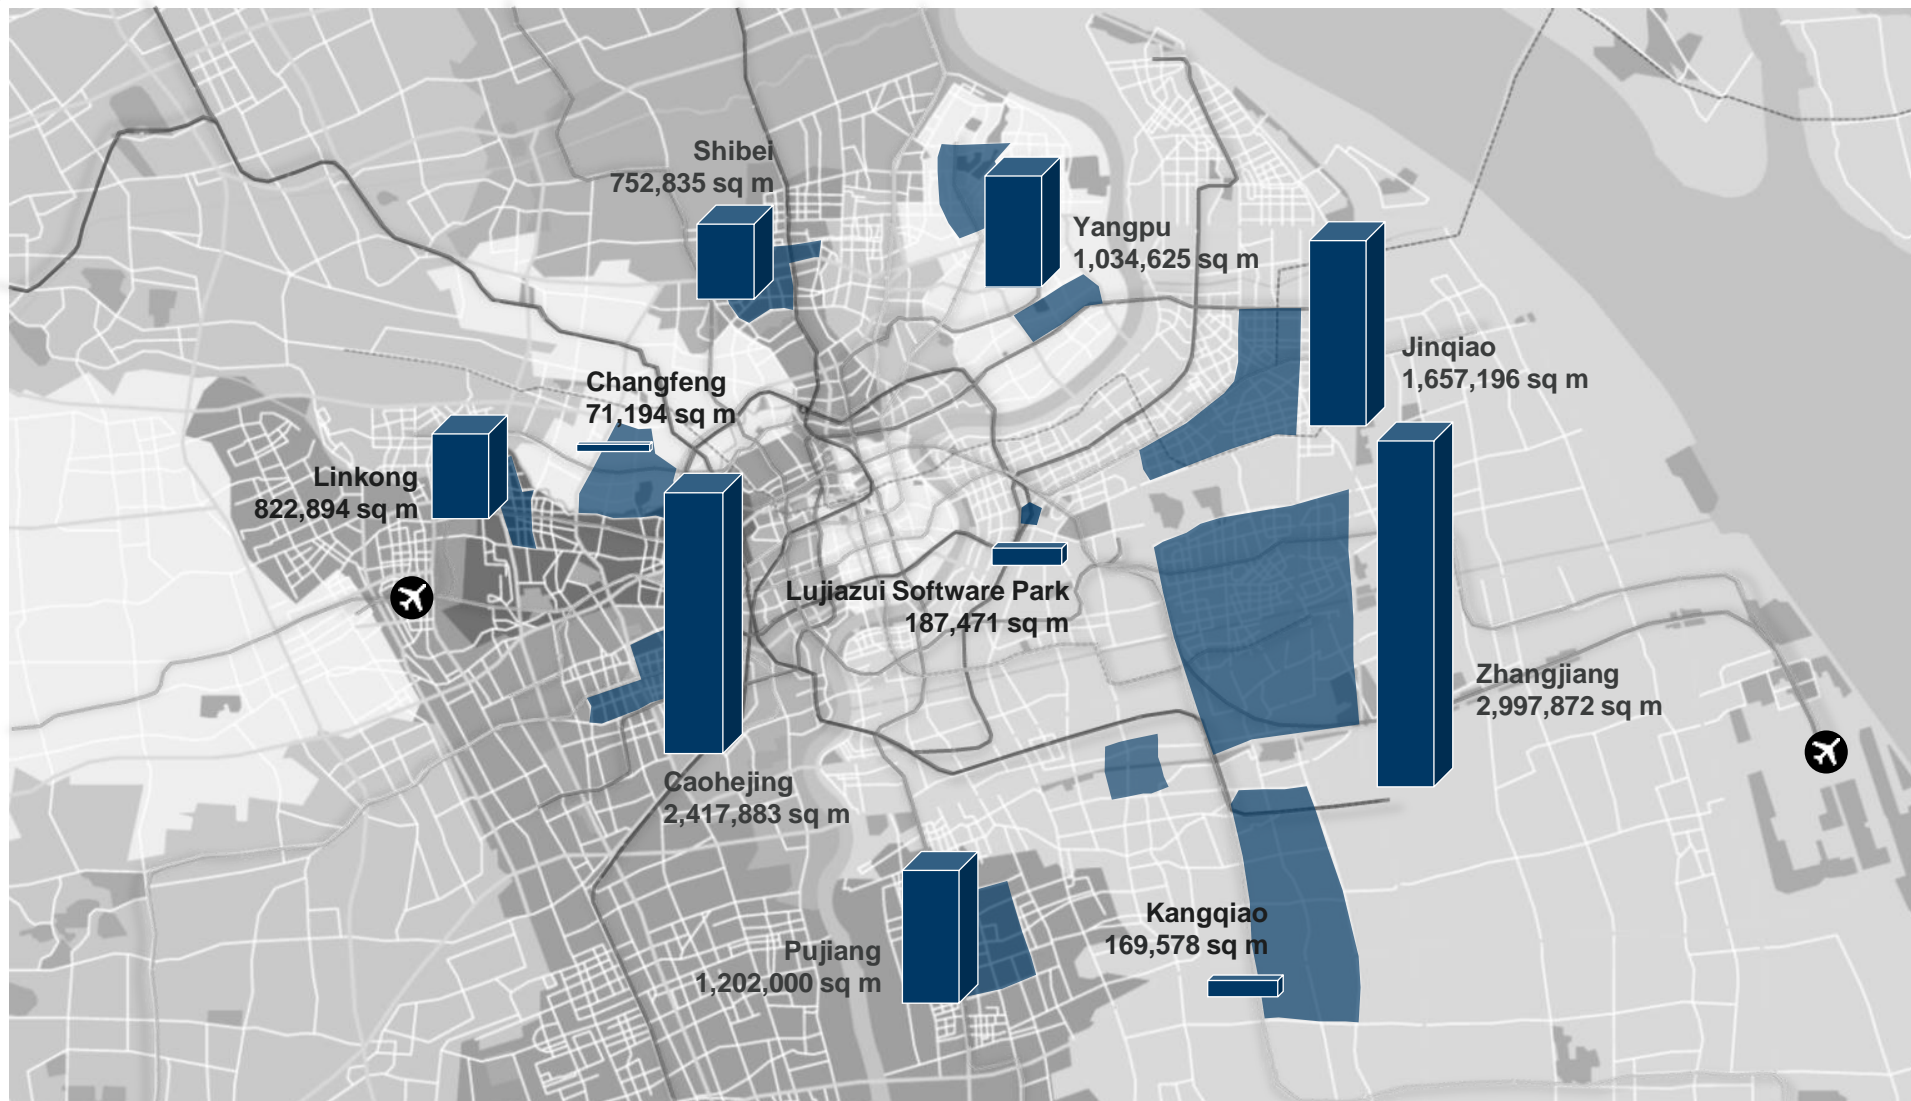 Shibei
752,835 sq m
Yangpu
1,034,625 sq m
Jinqiao
1,657,196 sq m
Changfeng
71,194 sq m
Linkong
822,894 sq m
Lujiazui Software Park
187,471 sq m
Zhangjiang
2,997,872 sq m
Caohejing
2,417,883 sq m
Kangqiao
169,578 sq m
Pujiang
1,202,000 sq m